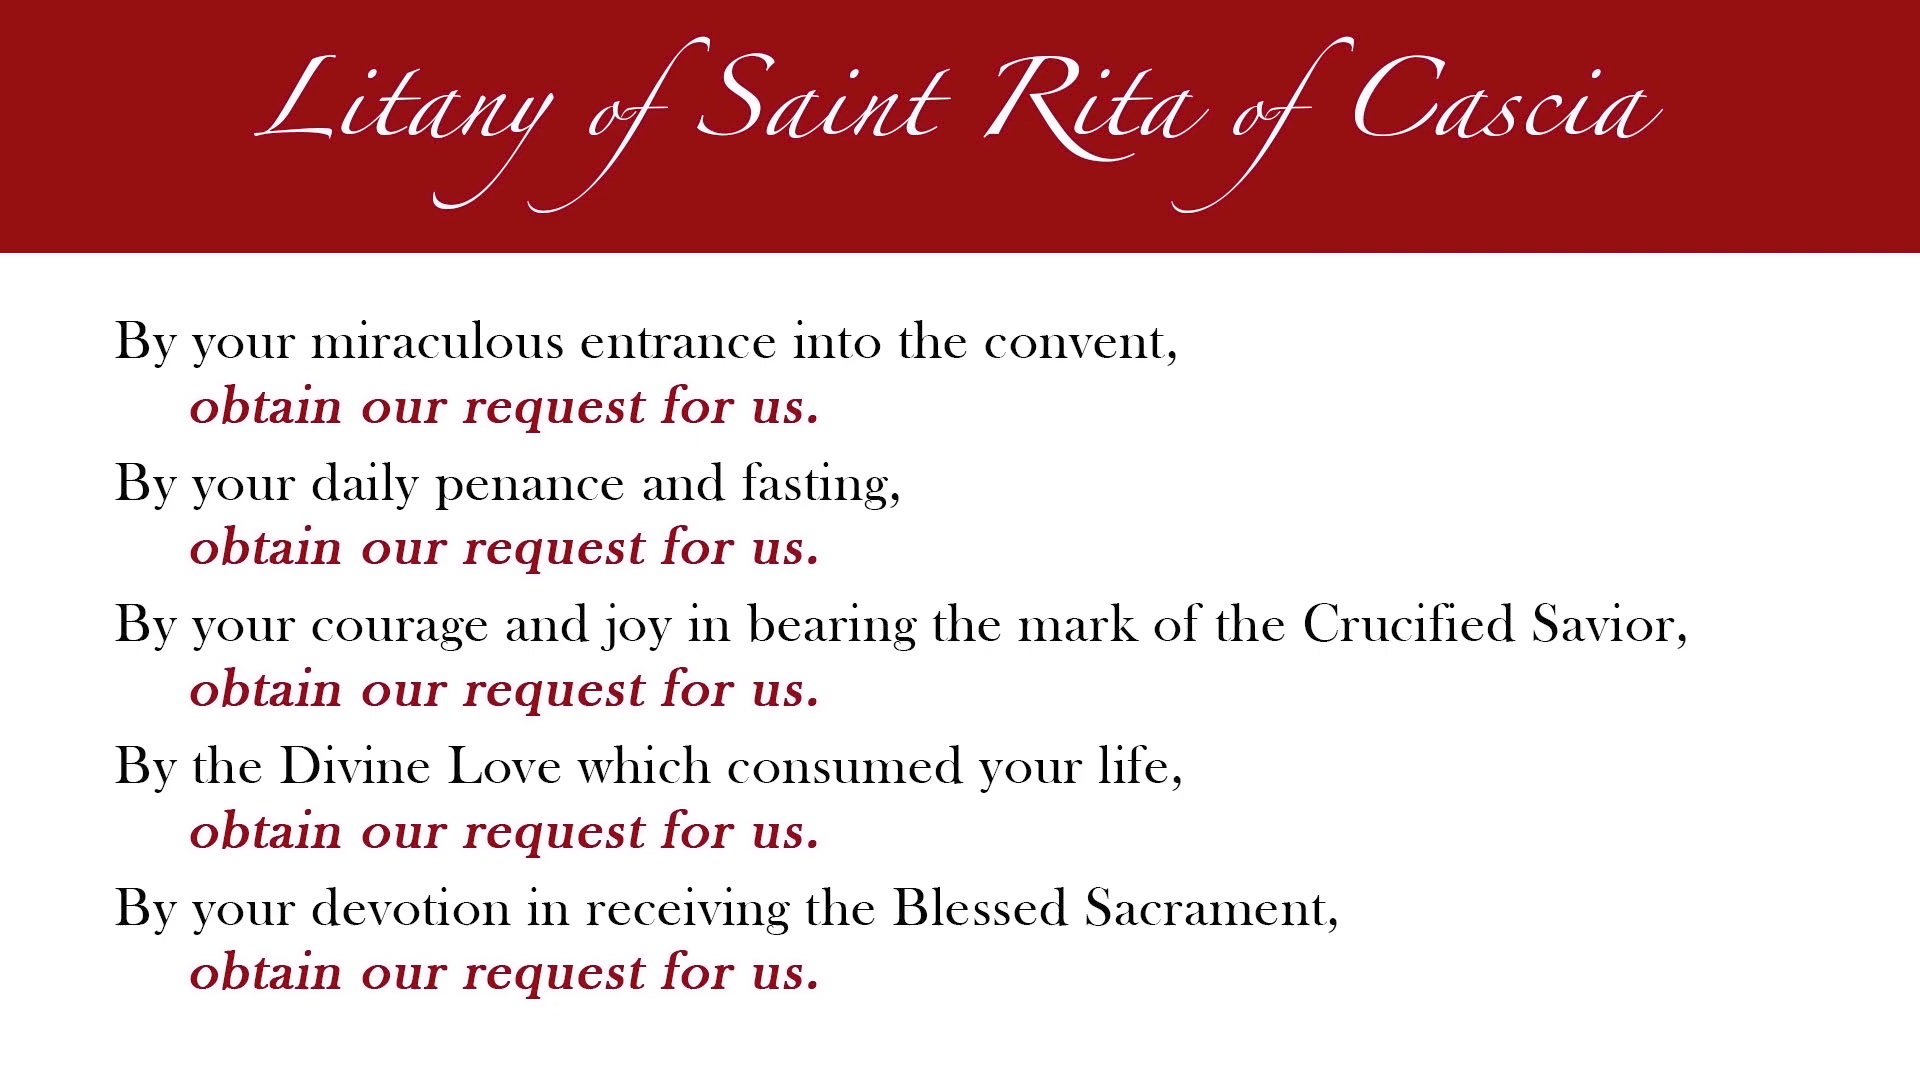 Litany of Saint Rita of Cascia
By your miraculous entrance into the convent,
obtain our request for us.
By your daily penance and fasting,
obtain our request for us.
By your courage and joy in bearing the mark of the Crucified Savior,
obtain our request for us.
By the Divine Love which consumed your life,
obtain our request for us.
By your devotion in receiving the Blessed Sacrament,
obtain our request for us.